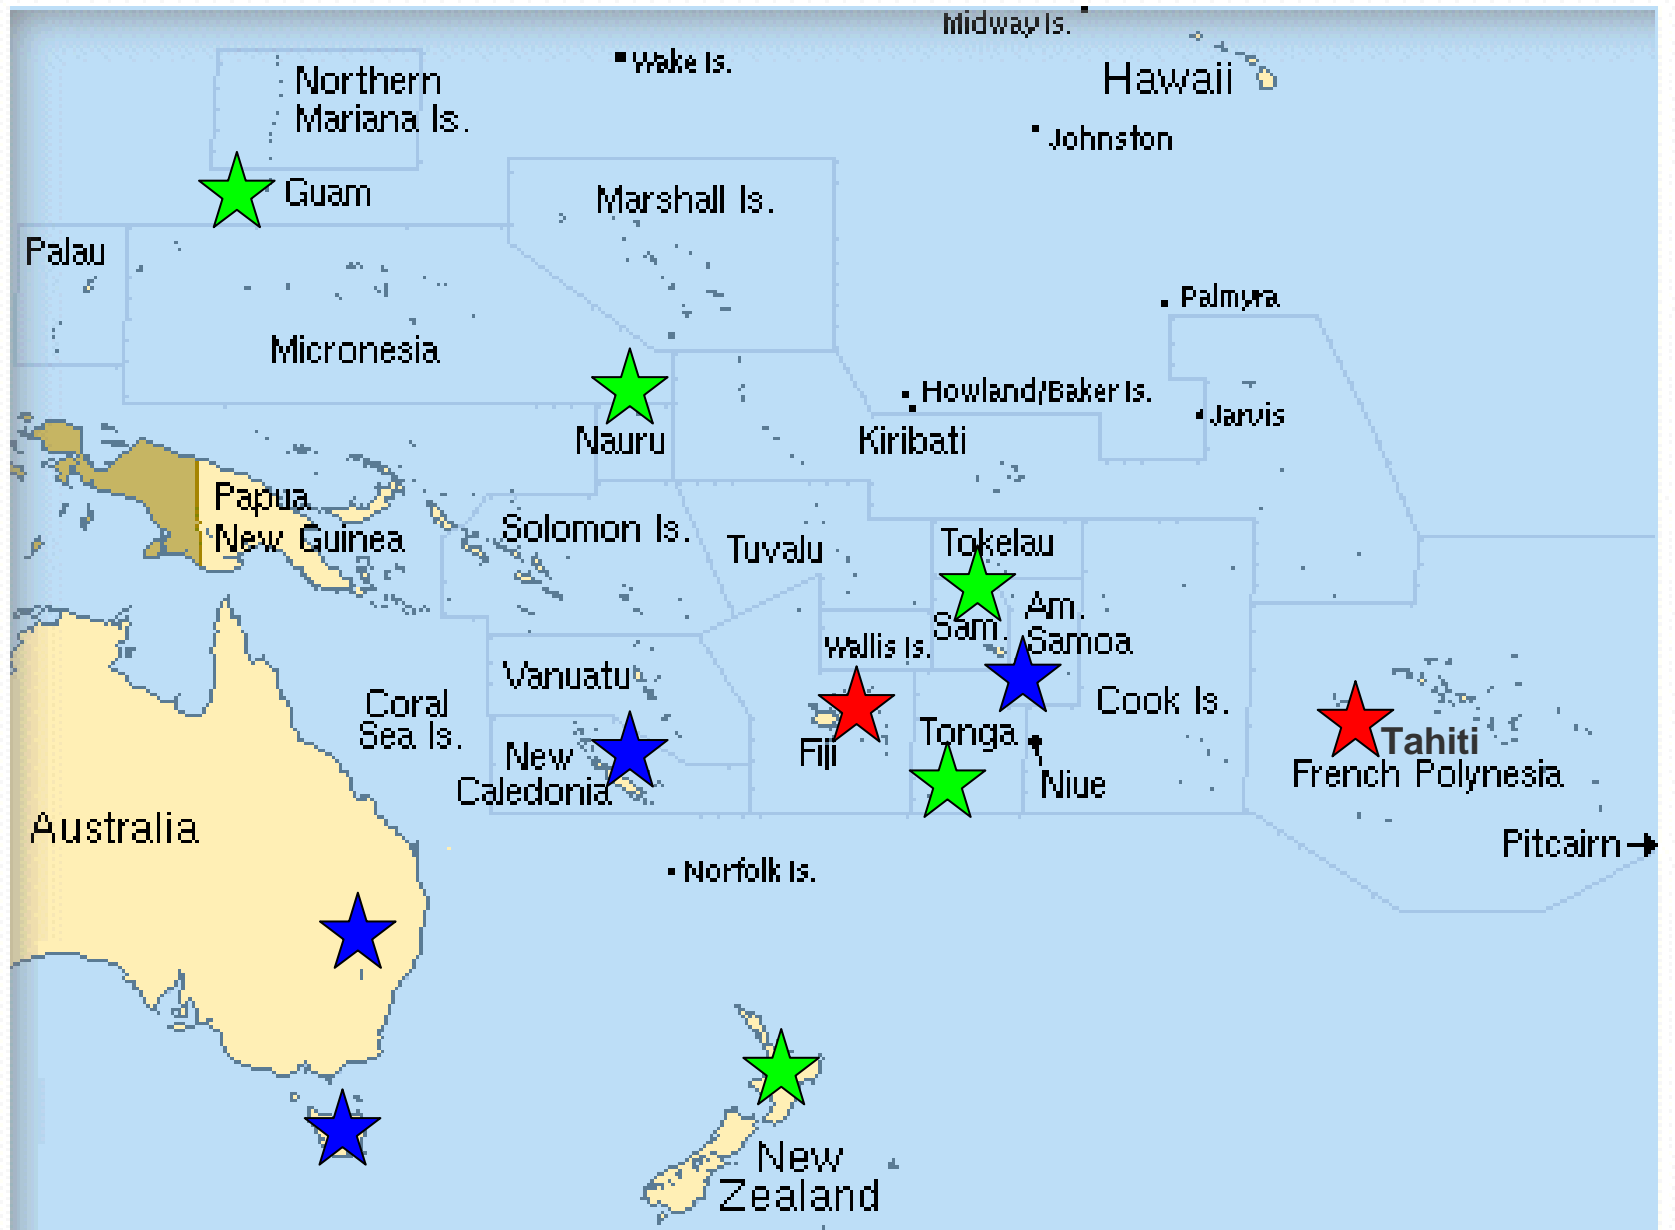 Midway Is.
Wake Is.
Hawaii
Northern
Mariana Is.
Johnston
Guam
Marshall Is.
Palau
Palmyra
Micronesia
Howland/Baker Is.
Jarvis
Nauru
Kiribati
Papua
New Guinea
Solomon Is.
Tuvalu
Tokelau
Am.
Samoa
Sam.
Wallis Is.
Vanuatu
Coral
Sea Is.
Cook Is.
Tonga
Fiji
New
Caledonia
Niue
Tahiti
French Polynesia
Australia
Pitcairn
Norfolk Is.
New
Zealand